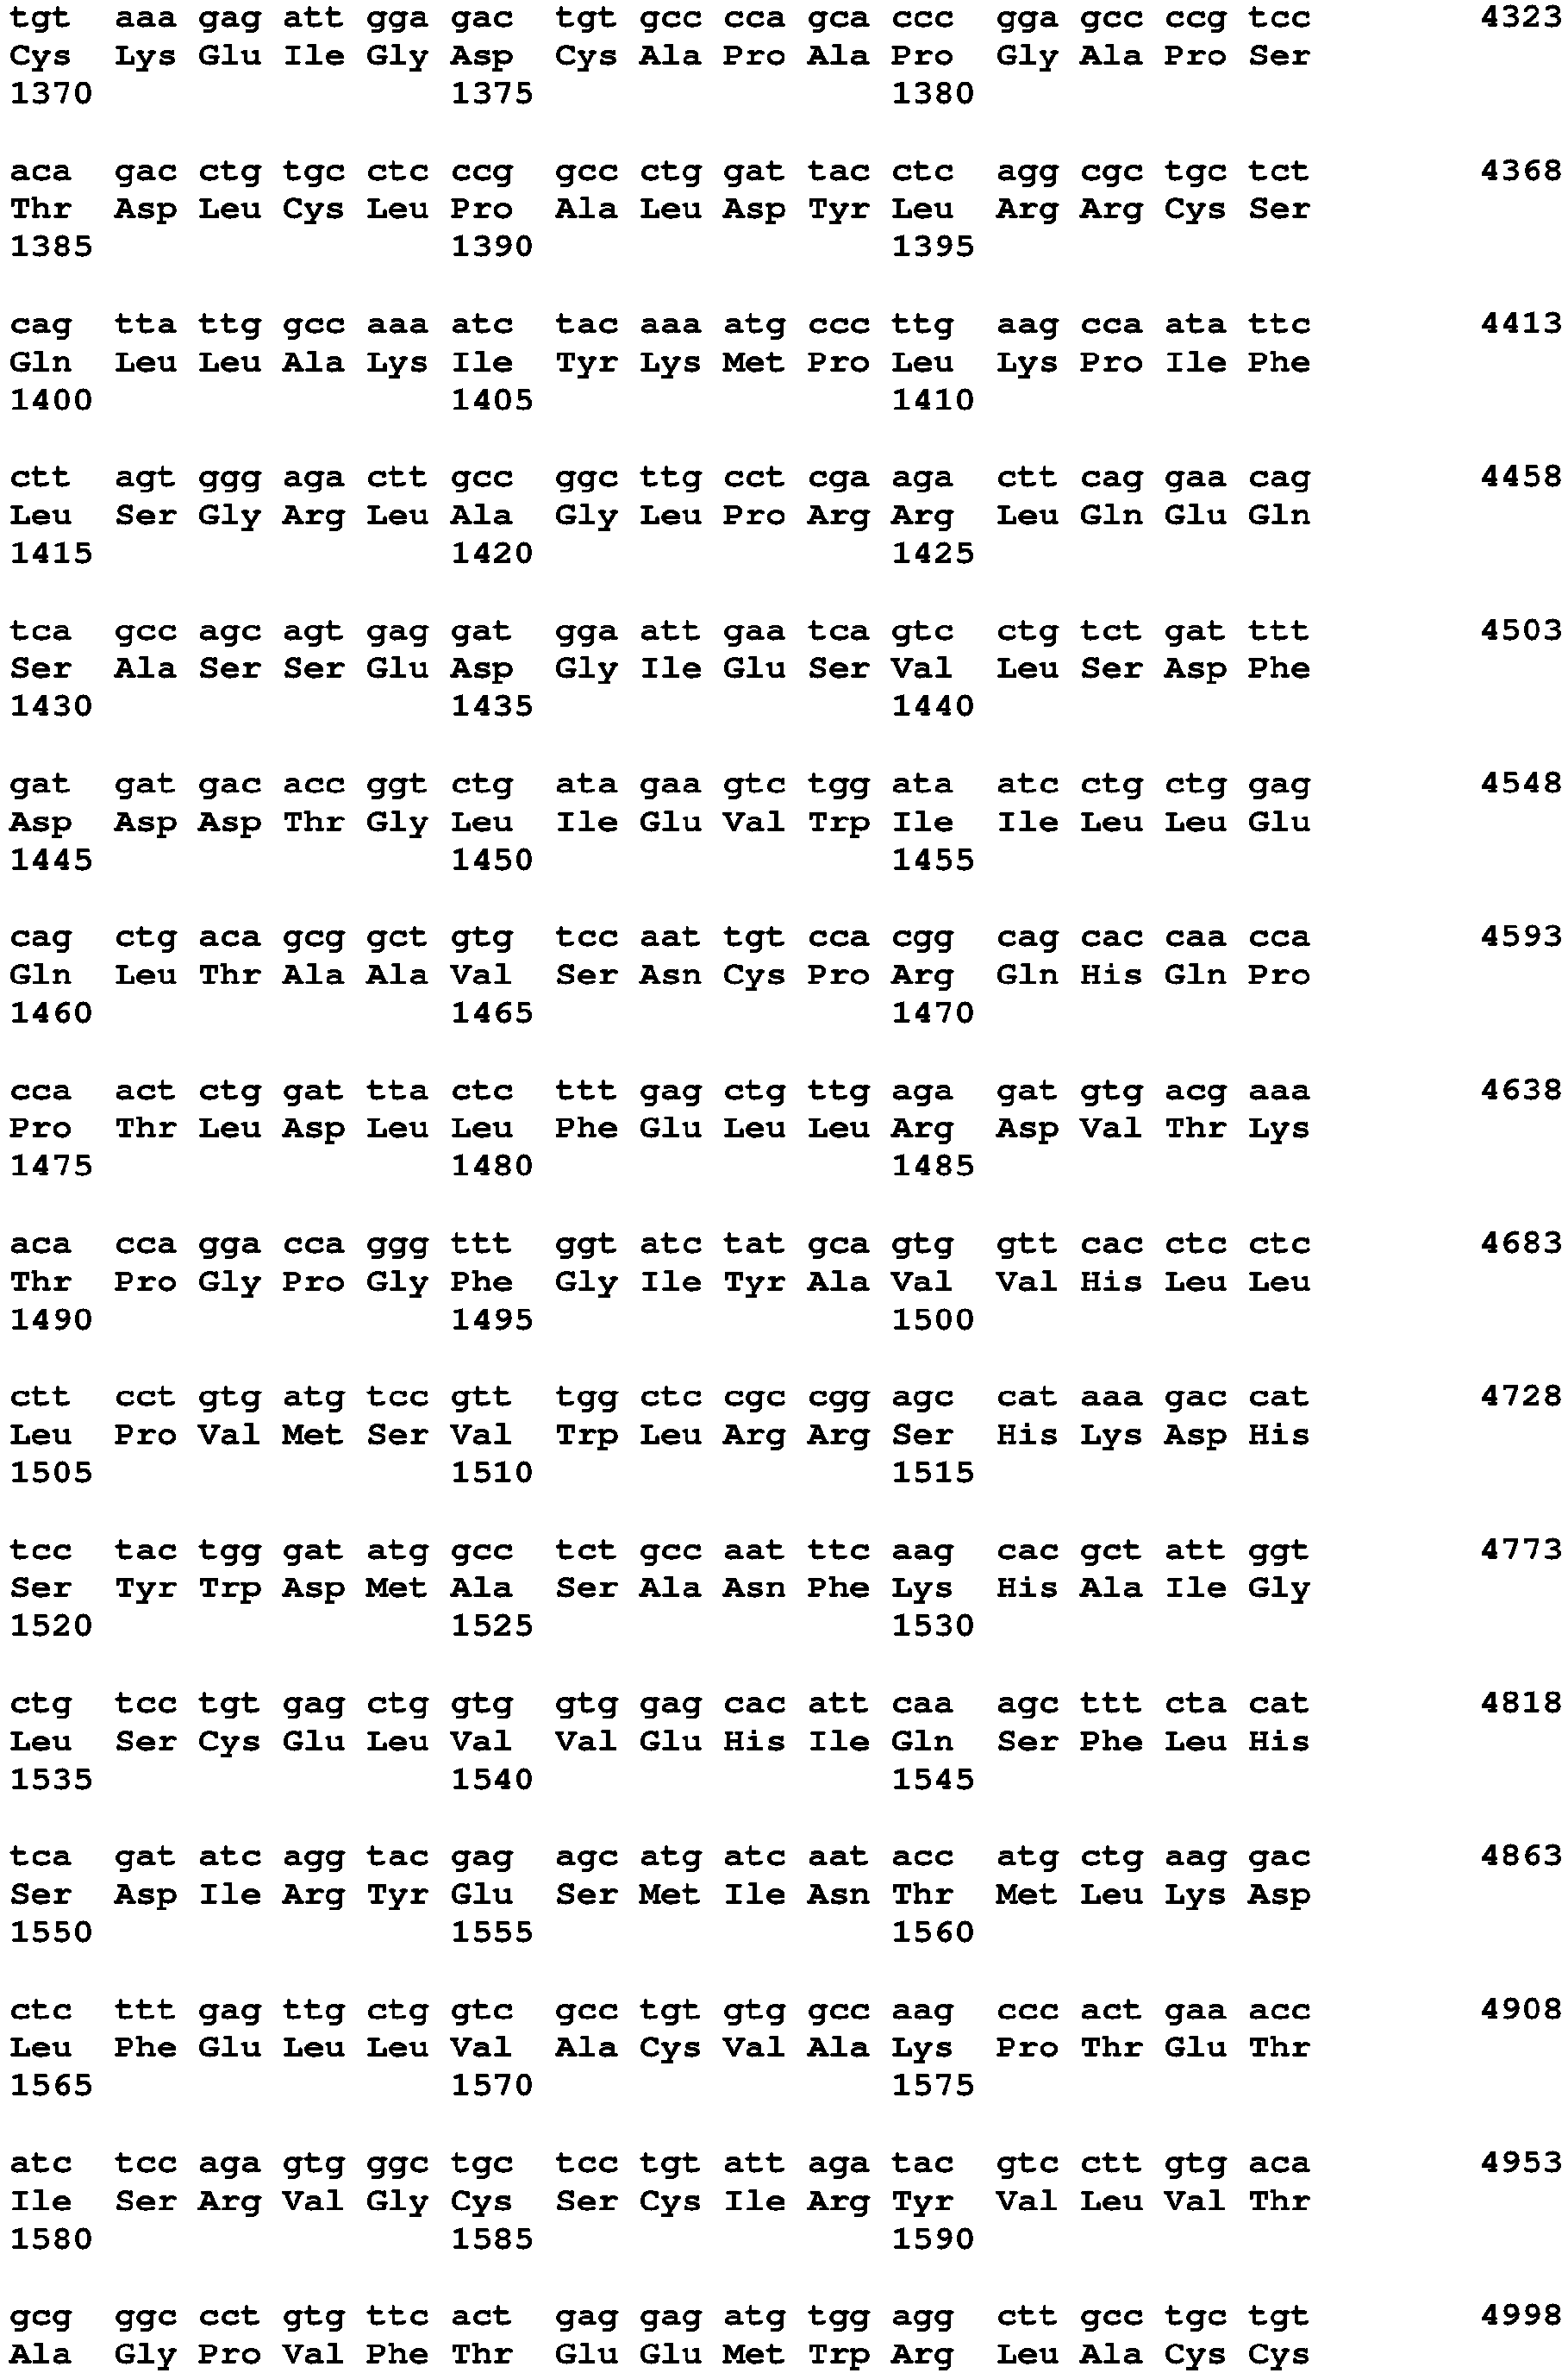 tgt aaa gag att gga gac tgt gcc cca gca ccc gga gcc ccg tcc 4323
Cys Lys Glu Ile Gly Asp Cys Ala Pro Ala Pro Gly Ala Pro Ser
1370 1375 1380
aca gac ctg tgc ctc ccg gcc ctg gat tac ctc agg cgc tgc tct 4368
Thr Asp Leu Cys Leu Pro Ala Leu Asp Tyr Leu Arg Arg Cys Ser
1385 1390 1395
cag tta ttg gcc aaa atc tac aaa atg ccc ttg aag cca ata ttc 4413
Gln Leu Leu Ala Lys Ile Tyr Lys Met Pro Leu Lys Pro Ile Phe
1400 1405 1410
ctt agt ggg aga ctt gcc ggc ttg cct cga aga ctt cag gaa cag 4458
Leu Ser Gly Arg Leu Ala Gly Leu Pro Arg Arg Leu Gln Glu Gln
1415 1420 1425
tca gcc agc agt gag gat gga att gaa tca gtc ctg tct gat ttt 4503
Ser Ala Ser Ser Glu Asp Gly Ile Glu Ser Val Leu Ser Asp Phe
1430 1435 1440
gat gat gac acc ggt ctg ata gaa gtc tgg ata atc ctg ctg gag 4548
Asp Asp Asp Thr Gly Leu Ile Glu Val Trp Ile Ile Leu Leu Glu
1445 1450 1455
cag ctg aca gcg gct gtg tcc aat tgt cca cgg cag cac caa cca 4593
Gln Leu Thr Ala Ala Val Ser Asn Cys Pro Arg Gln His Gln Pro
1460 1465 1470
cca act ctg gat tta ctc ttt gag ctg ttg aga gat gtg acg aaa 4638
Pro Thr Leu Asp Leu Leu Phe Glu Leu Leu Arg Asp Val Thr Lys
1475 1480 1485
aca cca gga cca ggg ttt ggt atc tat gca gtg gtt cac ctc ctc 4683
Thr Pro Gly Pro Gly Phe Gly Ile Tyr Ala Val Val His Leu Leu
1490 1495 1500
ctt cct gtg atg tcc gtt tgg ctc cgc cgg agc cat aaa gac cat 4728
Leu Pro Val Met Ser Val Trp Leu Arg Arg Ser His Lys Asp His
1505 1510 1515
tcc tac tgg gat atg gcc tct gcc aat ttc aag cac gct att ggt 4773
Ser Tyr Trp Asp Met Ala Ser Ala Asn Phe Lys His Ala Ile Gly
1520 1525 1530
ctg tcc tgt gag ctg gtg gtg gag cac att caa agc ttt cta cat 4818
Leu Ser Cys Glu Leu Val Val Glu His Ile Gln Ser Phe Leu His
1535 1540 1545
tca gat atc agg tac gag agc atg atc aat acc atg ctg aag gac 4863
Ser Asp Ile Arg Tyr Glu Ser Met Ile Asn Thr Met Leu Lys Asp
1550 1555 1560
ctc ttt gag ttg ctg gtc gcc tgt gtg gcc aag ccc act gaa acc 4908
Leu Phe Glu Leu Leu Val Ala Cys Val Ala Lys Pro Thr Glu Thr
1565 1570 1575
atc tcc aga gtg ggc tgc tcc tgt att aga tac gtc ctt gtg aca 4953
Ile Ser Arg Val Gly Cys Ser Cys Ile Arg Tyr Val Leu Val Thr
1580 1585 1590
gcg ggc cct gtg ttc act gag gag atg tgg agg ctt gcc tgc tgt 4998
Ala Gly Pro Val Phe Thr Glu Glu Met Trp Arg Leu Ala Cys Cys